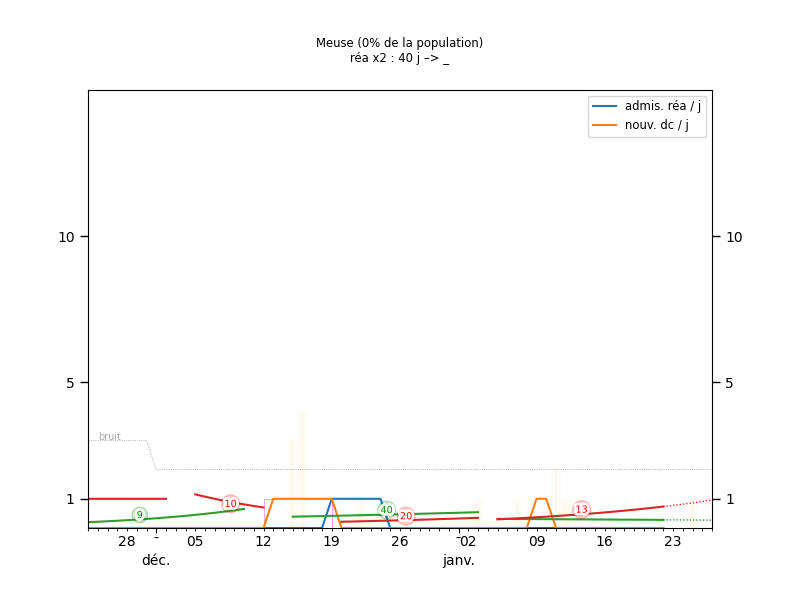 Meuse (0% de la population)
réa x2 : 40 j –> _
admis. réa / j
nouv. dc / j
10 10
5 5
bruit
1 1
9 10 40 20 13
28 - 05 12 19 26 - 02 09 16 23
déc. janv.